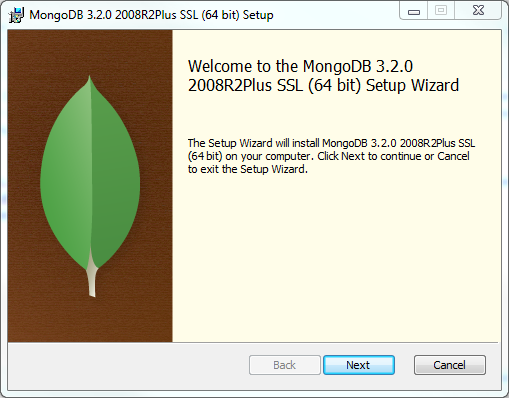 MongoDB 3.2.0 2008R2Plus SSL (64 bit) Setup
Welcome to the MongoDB 3.2.0
2008R2Plus SSL (64 bit) Setup Wizard
The Setup Wizard will install MongoDB 3.2.0 2008R2Plus SSL
(64 bit) on your computer. Click Next to continue or Cancel
to exit the Setup Wizard.
Back Next Cancel